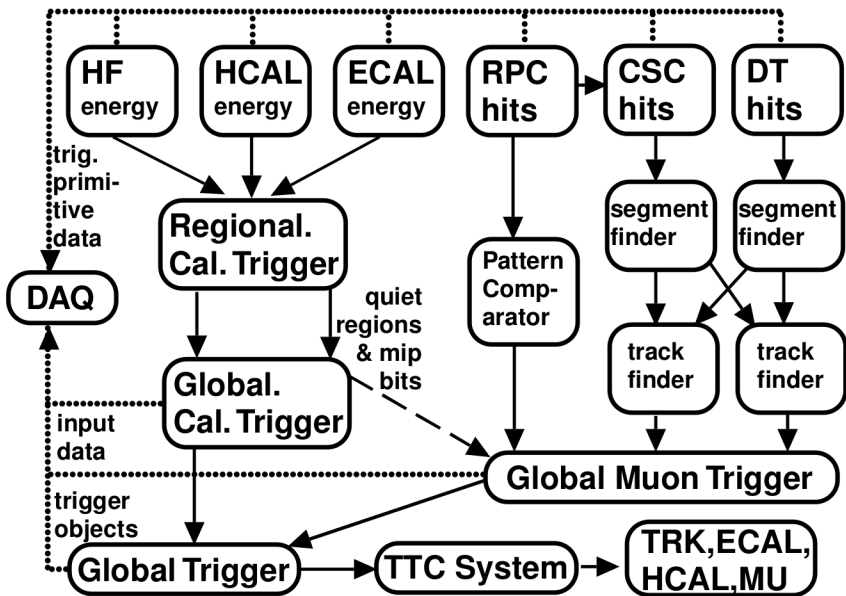 HF
energy
HCAL
energy
ECAL
energy
RPC
hits
CSC
hits
DT
hits
trig.
primi-
tive
data
Regional.
Cal. Trigger
segment
finder
segment
finder
DAQ
Pattern
Comp-
arator
quiet
regions
& mip
bits
track
finder
track
finder
Global.
Cal. Trigger
input
data
Global Muon Trigger
trigger
objects
Global Trigger
TTC System
TRK,ECAL,
HCAL,MU